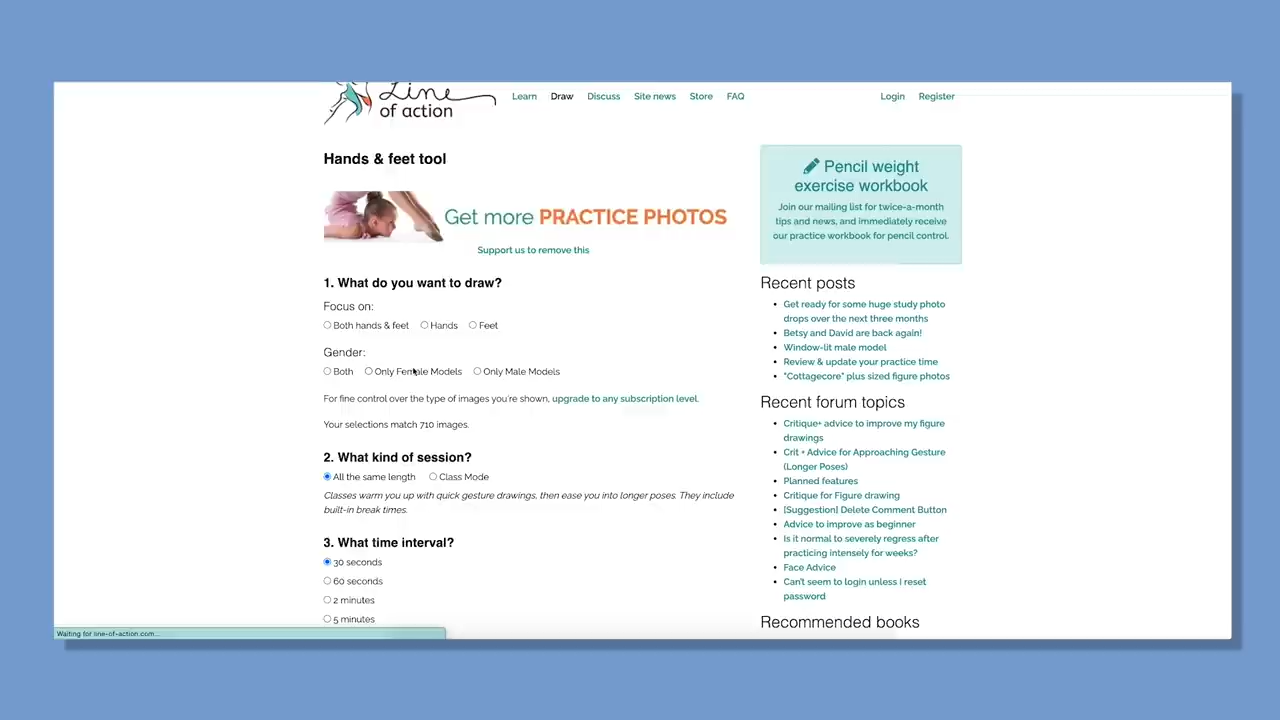 Line
of action
Learn Draw Discuss Site news Store FAQ
Login Register
Hands & feet tool
Get more PRACTICE PHOTOS
Support us to remove this
1. What do you want to draw?
Focus on:
Both hands & feet Hands Feet
Gender:
Both Only Female Models Only Male Models
For fine control over the type of images you're shown, upgrade to any subscription level.
Your selections match 710 images.
2. What kind of session?
All the same length Class Mode
Classes warm you up with quick gesture drawings, then ease you into longer poses. They include
built-in break times.
3. What time interval?
30 seconds
60 seconds
2 minutes
5 minutes
Waiting for line-of-action.com...
Pencil weight
exercise workbook
Join our mailing list for twice-a-month
tips and news, and immediately receive
our practice workbook for pencil control.
Recent posts
Get ready for some huge study photo
drops over the next three months
Betsy and David are back again!
Window-lit male model
Review & update your practice time
"Cottagecore" plus sized figure photos
Recent forum topics
Critique+ advice to improve my figure
drawings
Crit + Advice for Approaching Gesture
(Longer Poses)
Planned features
Critique for Figure drawing
[Suggestion] Delete Comment Button
Advice to improve as beginner
Is it normal to severely regress after
practicing intensely for weeks?
Face Advice
Can't seem to login unless I reset
password
Recommended books